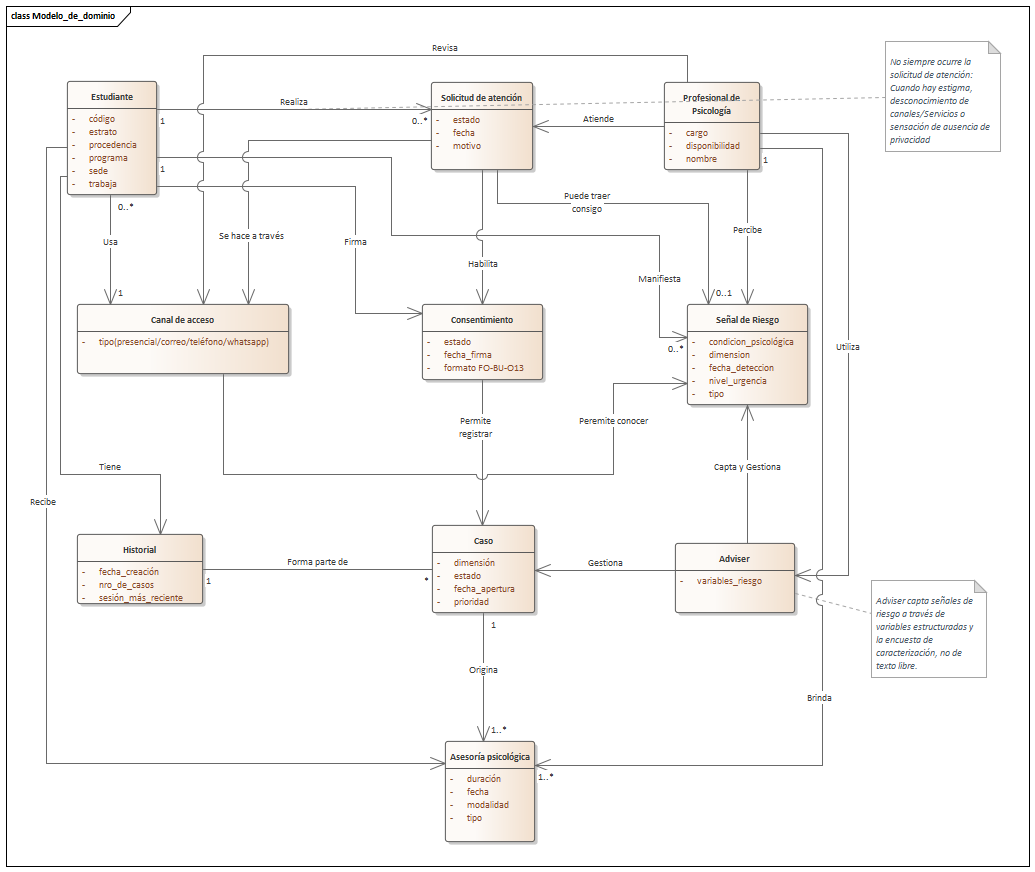 class Modelo_de_dominio
Revisa
No siempre ocurre la
solicitud de atención:
Cuando hay estigma,
desconocimiento de
canales/Servicios o
sensación de ausencia de
privacidad
Estudiante
- código
- estrato
- procedencia
- programa
- sede
- trabaja
Realiza
1
0..*
Solicitud de atención
- estado
- fecha
- motivo
Atiende
Profesional de
Psicología
- cargo
- disponibilidad
- nombre
1
1
0..*
Usa
1
Se hace a través
Firma
Habilita
Puede traer
consigo
Percibe
Manifiesta
0..1
0..*
Utiliza
Canal de acceso
- tipo(presencial/correo/teléfono/whatsapp)
Consentimiento
- estado
- fecha_firma
- formato FO-BU-O13
Señal de Riesgo
- condicion_psicológica
- dimension
- fecha_deteccion
- nivel_urgencia
- tipo
Permite
registrar
Peremite conocer
Capta y Gestiona
Tiene
Recibe
Historial
- fecha_creación
- nro_de_casos
- sesión_más_reciente
Forma parte de
1
*
Caso
- dimensión
- estado
- fecha_apertura
- prioridad
Gestiona
Adviser
- variables_riesgo
Adviser capta señales de
riesgo a través de
variables estructuradas y
la encuesta de
caracterización, no de
texto libre.
1
Origina
1..*
Brinda
Asesoría psicológica
- duración
- fecha
- modalidad
- tipo
1..*